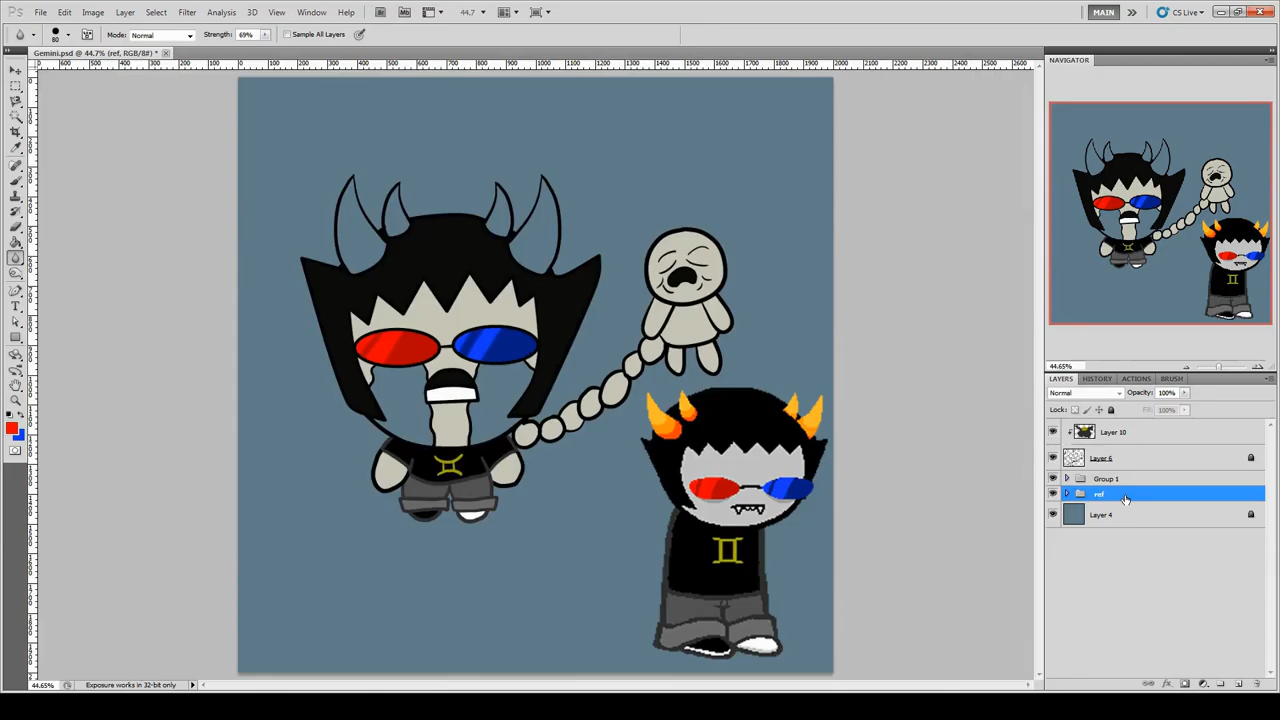 File Edit Image Layer Select Filter Analysis 3D View Window Help Br Mb 44.7 MAIN CS Live
80 Mode: Normal Strength: 69% Sample All Layers
Gemini.psd @ 44.7% (ref, RGB/8#) *
NAVIGATOR
44.65%
LAYERS HISTORY ACTIONS BRUSH
Normal Opacity: 100%
Lock: Fill: 100%
Layer 10
Layer 6
Group 1
ref
Layer 4
44.65% Exposure works in 32-bit only